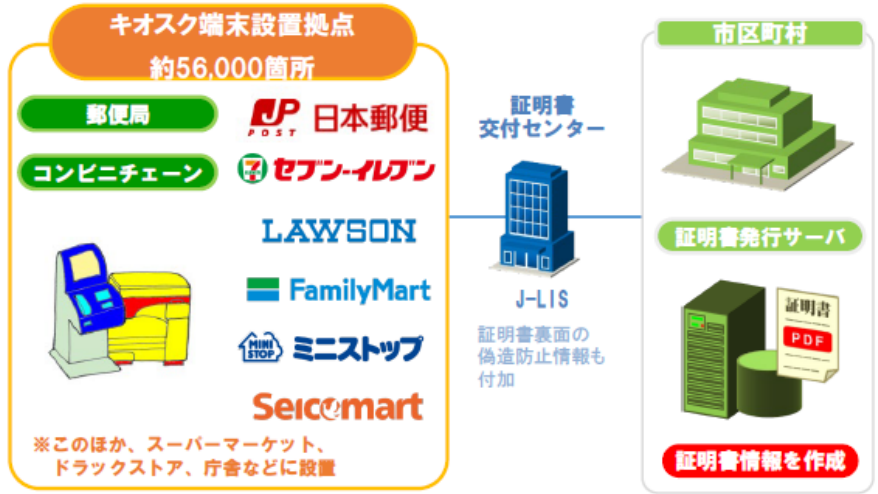 キオスク端末設置拠点
約56,000箇所
郵便局
JP
POST
日本郵便
コンビニチェーン
7
セブン-イレブン
LAWSON
FamilyMart
MINI
STOP
ミニストップ
Seicomart
※このほか、スーパーマーケット、
ドラックストア、庁舎などに設置
証明書
交付センター
J-LIS
証明書裏面の
偽造防止情報も
付加
市区町村
証明書発行サーバ
証明書
PDF
証明書情報を作成